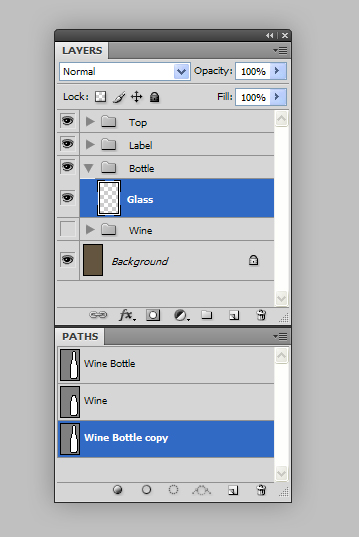 LAYERS
Normal Opacity: 100%
Lock: Fill: 100%
Top
Label
Bottle
Glass
Wine
Background
fx
PATHS
Wine Bottle
Wine
Wine Bottle copy